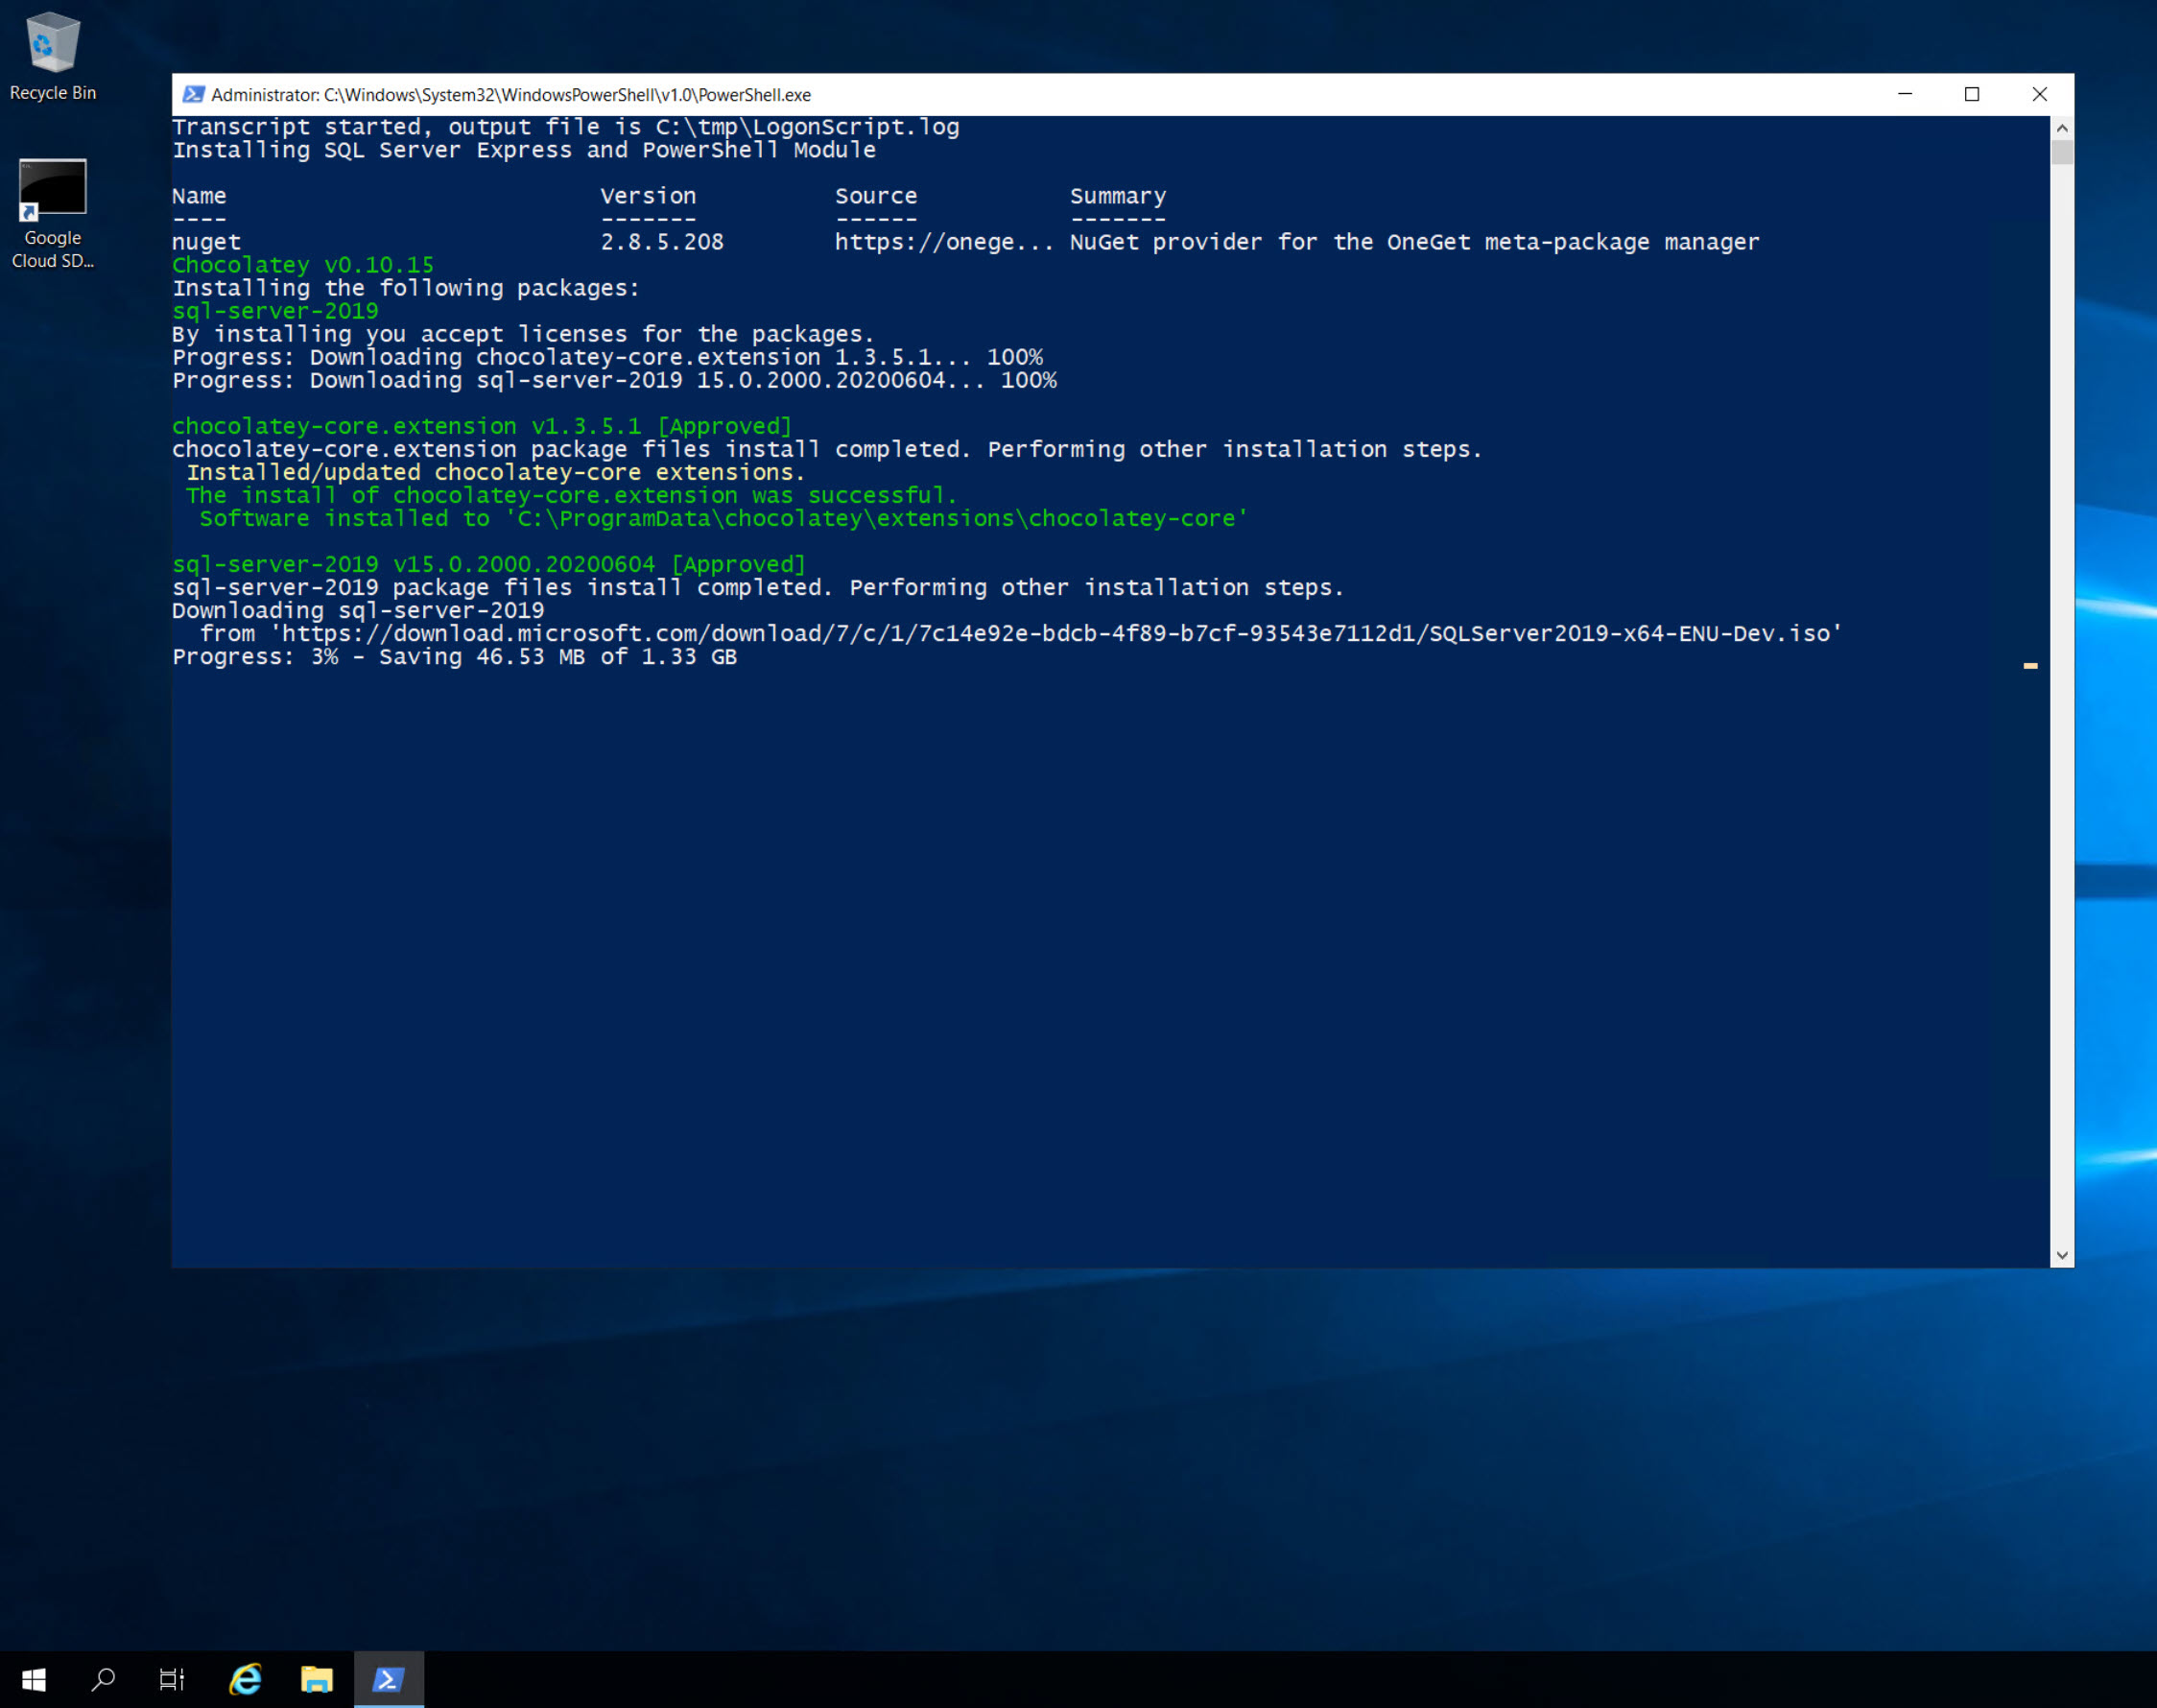 Recycle Bin
Google
Cloud SD...
Administrator: C:\Windows\System32\WindowsPowerShell\v1.0\PowerShell.exe
Transcript started, output file is C:\tmp\LogonScript.log
Installing SQL Server Express and PowerShell Module
Name Version Source Summary
---- ------- ------ -------
nuget 2.8.5.208 https://onege... NuGet provider for the OneGet meta-package manager
Chocolatey v0.10.15
Installing the following packages:
sql-server-2019
By installing you accept licenses for the packages.
Progress: Downloading chocolatey-core.extension 1.3.5.1... 100%
Progress: Downloading sql-server-2019 15.0.2000.20200604... 100%
chocolatey-core.extension v1.3.5.1 [Approved]
chocolatey-core.extension package files install completed. Performing other installation steps.
Installed/updated chocolatey-core extensions.
The install of chocolatey-core.extension was successful.
Software installed to 'C:\ProgramData\chocolatey\extensions\chocolatey-core'
sql-server-2019 v15.0.2000.20200604 [Approved]
sql-server-2019 package files install completed. Performing other installation steps.
Downloading sql-server-2019
from 'https://download.microsoft.com/download/7/c/1/7c14e92e-bdcb-4f89-b7cf-93543e7112d1/SQLServer2019-x64-ENU-Dev.iso'
Progress: 3% - Saving 46.53 MB of 1.33 GB